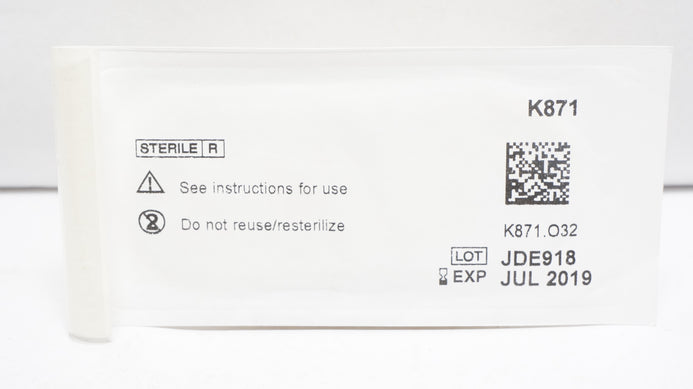 K871
STERILE R
See instructions for use
Do not reuse/resterilize
K871.O32
LOT JDE918
EXP JUL 2019